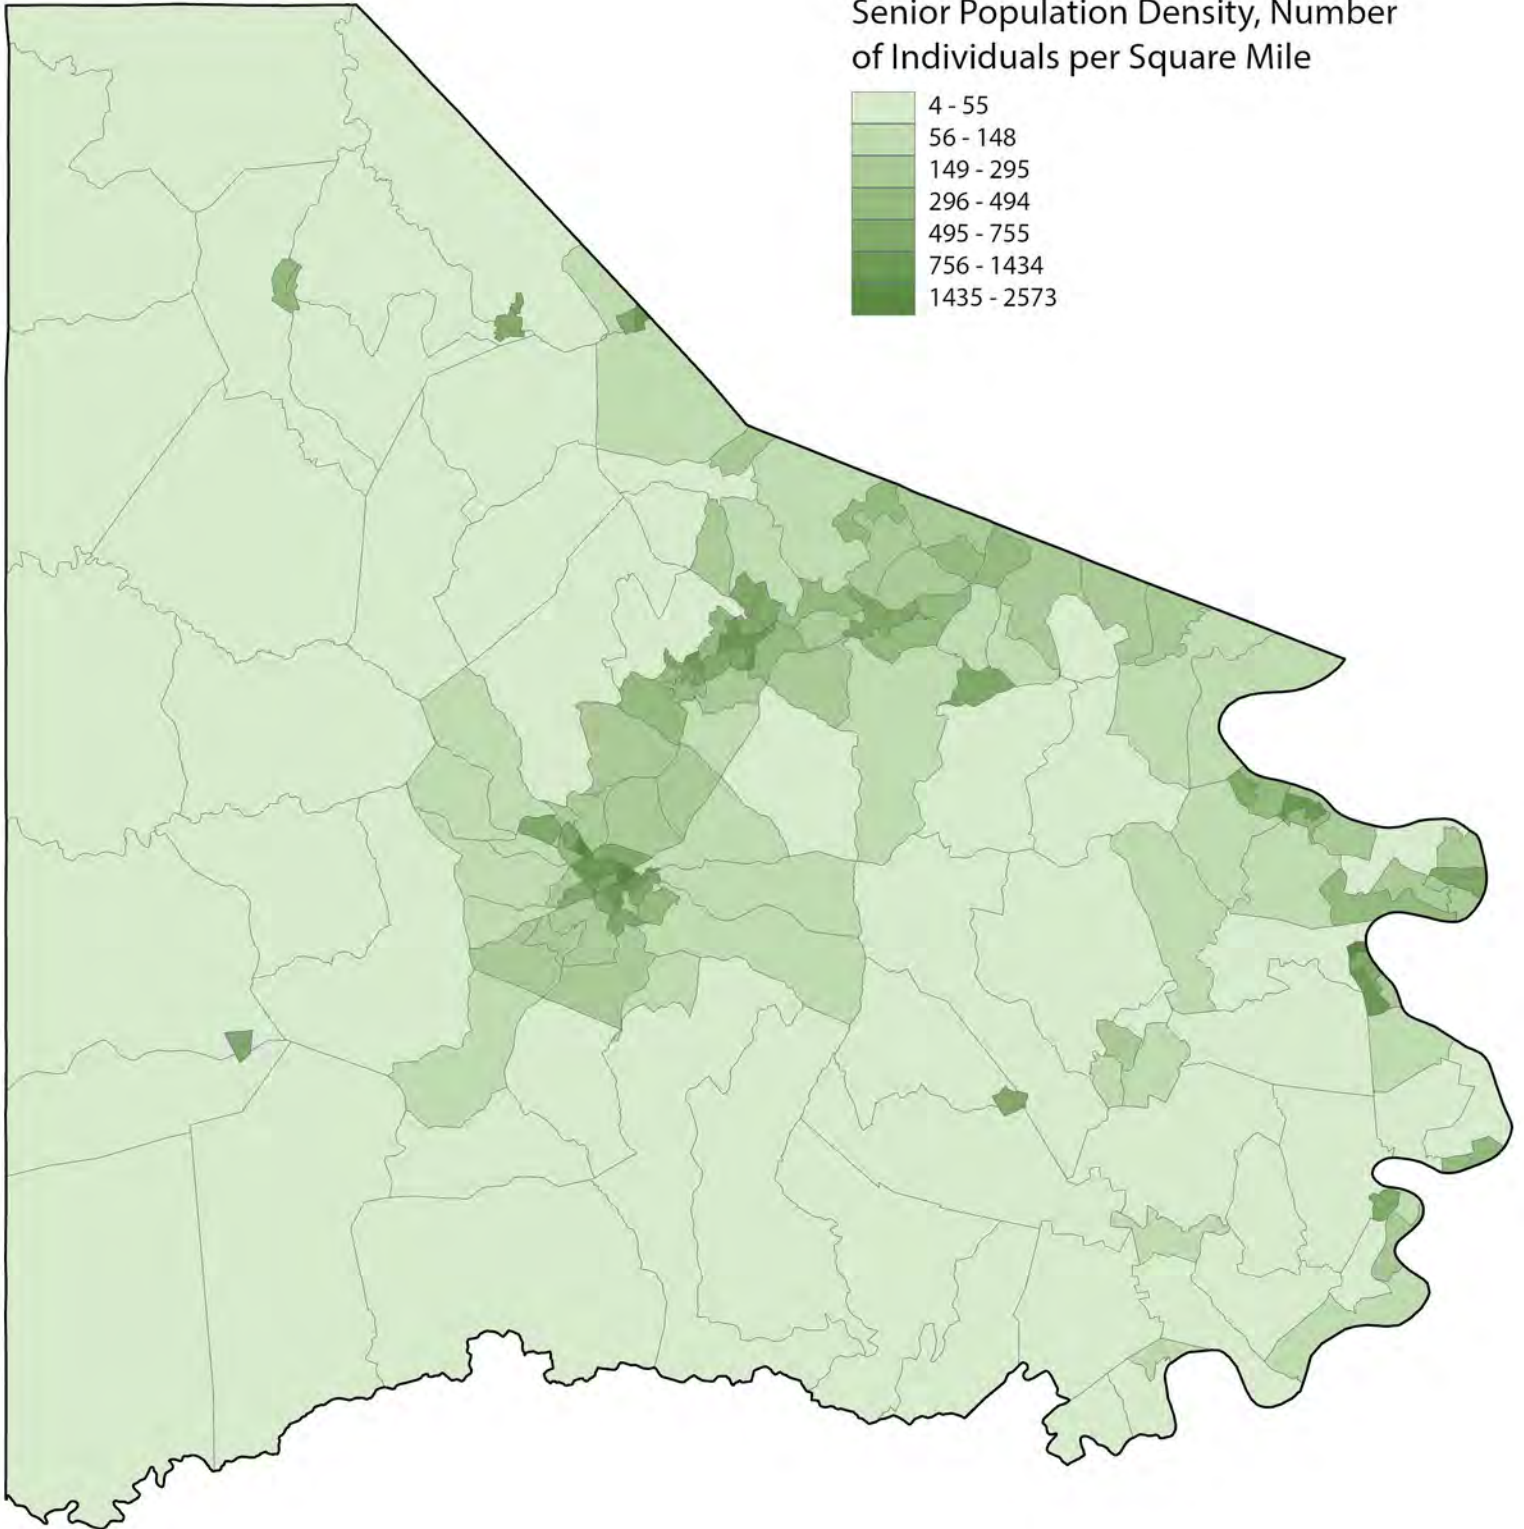 Senior Population Density, Number
of Individuals per Square Mile
4 - 55
56 - 148
149 - 295
296 - 494
495 - 755
756 - 1434
1435 - 2573